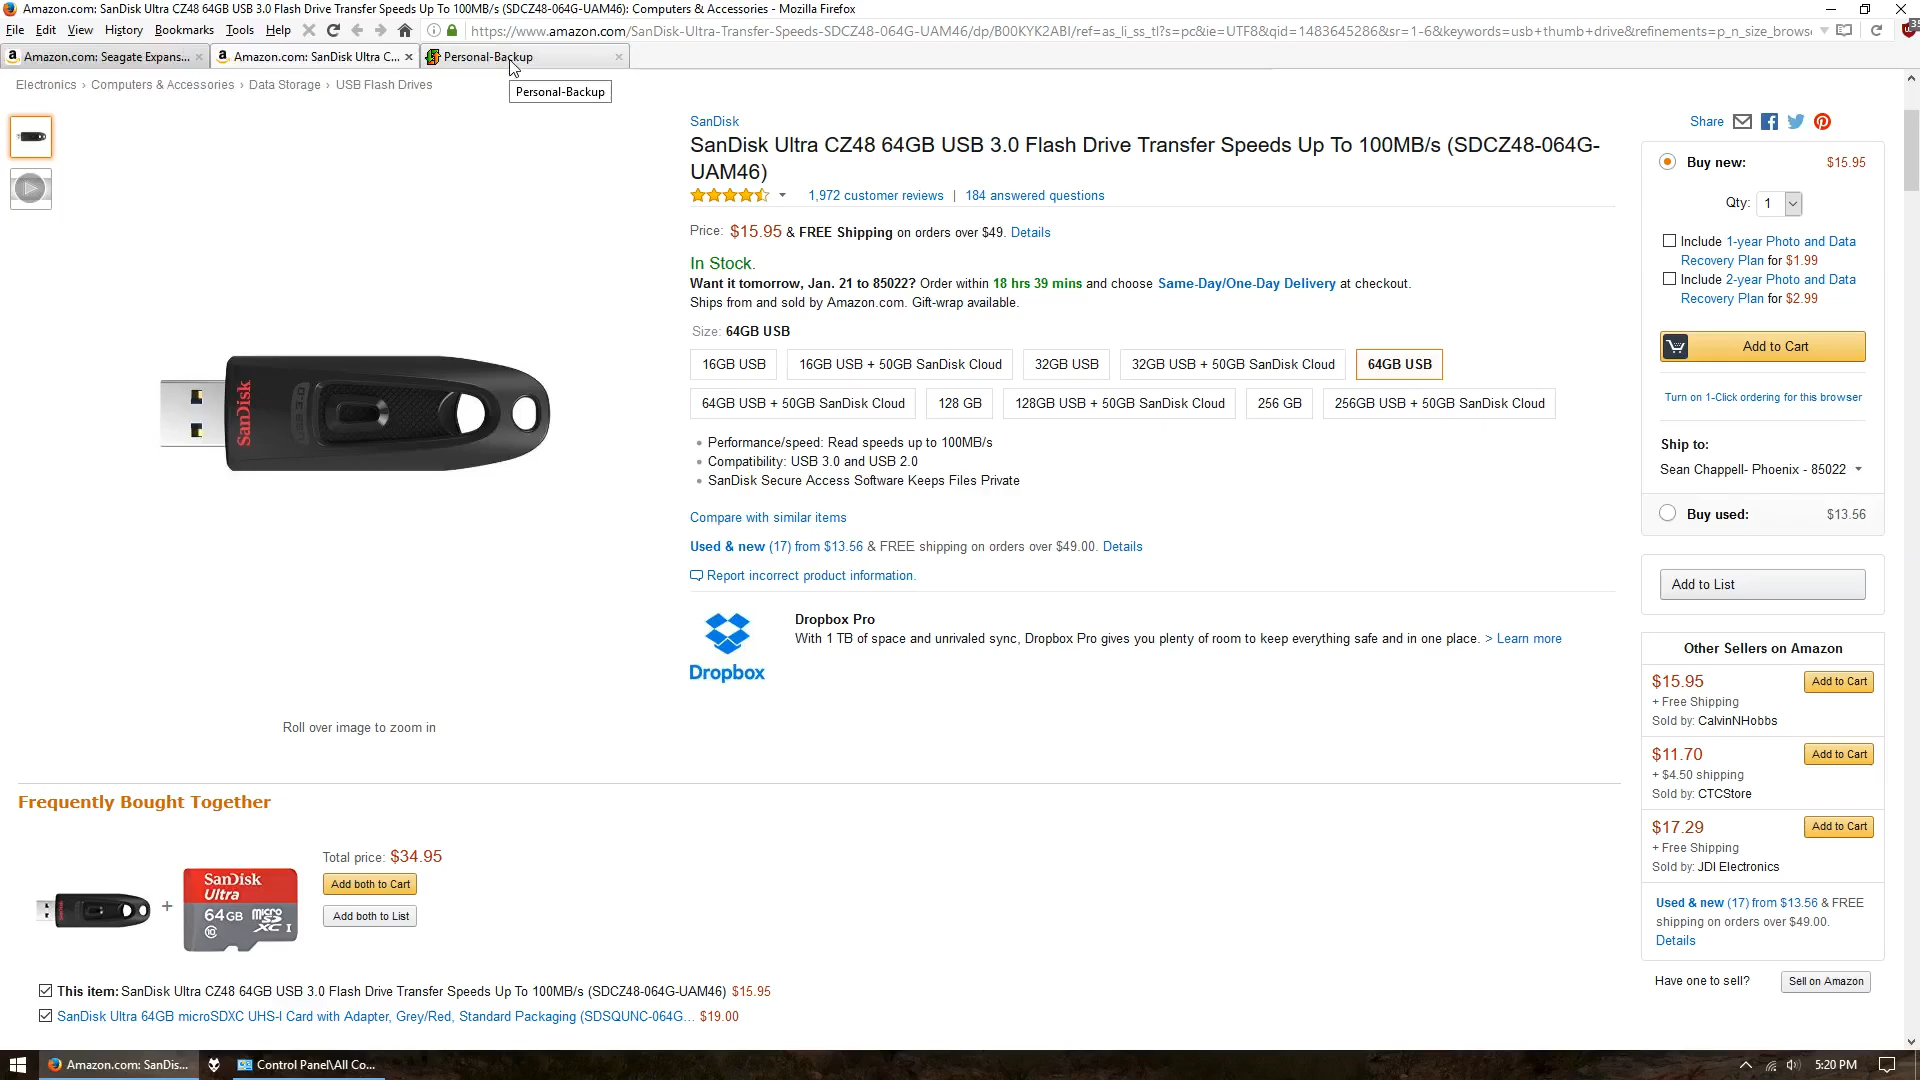 Amazon.com: SanDisk Ultra CZ48 64GB USB 3.0 Flash Drive Transfer Speeds Up To 100MB/s (SDCZ48-064G-UAM46): Computers & Accessories - Mozilla Firefox
File Edit View History Bookmarks Tools Help
https://www.amazon.com/SanDisk-Ultra-Transfer-Speeds-SDCZ48-064G-UAM46/dp/B00KYK2ABI/ref=as_li_ss_tl?s=pc&ie=UTF8&qid=1483645286&sr=1-6&keywords=usb+thumb+drive&refinements=p_n_size_brows
Amazon.com: Seagate Expans...
Amazon.com: SanDisk Ultra C...
Personal-Backup
Personal-Backup
Electronics › Computers & Accessories › Data Storage › USB Flash Drives
SanDisk
USB 3.0
Roll over image to zoom in
SanDisk
SanDisk Ultra CZ48 64GB USB 3.0 Flash Drive Transfer Speeds Up To 100MB/s (SDCZ48-064G-
UAM46)
1,972 customer reviews | 184 answered questions
Price: $15.95 & FREE Shipping on orders over $49. Details
In Stock.
Want it tomorrow, Jan. 21 to 85022? Order within 18 hrs 39 mins and choose Same-Day/One-Day Delivery at checkout.
Ships from and sold by Amazon.com. Gift-wrap available.
Size: 64GB USB
16GB USB 16GB USB + 50GB SanDisk Cloud 32GB USB 32GB USB + 50GB SanDisk Cloud 64GB USB
64GB USB + 50GB SanDisk Cloud 128 GB 128GB USB + 50GB SanDisk Cloud 256 GB 256GB USB + 50GB SanDisk Cloud
• Performance/speed: Read speeds up to 100MB/s
• Compatibility: USB 3.0 and USB 2.0
• SanDisk Secure Access Software Keeps Files Private
Compare with similar items
Used & new (17) from $13.56 & FREE shipping on orders over $49.00. Details
Report incorrect product information.
Dropbox
Dropbox Pro
With 1 TB of space and unrivaled sync, Dropbox Pro gives you plenty of room to keep everything safe and in one place. > Learn more
Share
Buy new: $15.95
Qty: 1
Include 1-year Photo and Data
Recovery Plan for $1.99
Include 2-year Photo and Data
Recovery Plan for $2.99
Add to Cart
Turn on 1-Click ordering for this browser
Ship to:
Sean Chappell- Phoenix - 85022
Buy used: $13.56
Add to List
Other Sellers on Amazon
$15.95 Add to Cart
+ Free Shipping
Sold by: CalvinNHobbs
$11.70 Add to Cart
+ $4.50 shipping
Sold by: CTCStore
$17.29 Add to Cart
+ Free Shipping
Sold by: JDI Electronics
Used & new (17) from $13.56 & FREE
shipping on orders over $49.00.
Details
Have one to sell? Sell on Amazon
Frequently Bought Together
+
SanDisk
Ultra
64GB micro SD XC I
Total price: $34.95
Add both to Cart
Add both to List
This item: SanDisk Ultra CZ48 64GB USB 3.0 Flash Drive Transfer Speeds Up To 100MB/s (SDCZ48-064G-UAM46) $15.95
SanDisk Ultra 64GB microSDXC UHS-I Card with Adapter, Grey/Red, Standard Packaging (SDSQUNC-064G... $19.00
Amazon.com: SanDis...
Control Panel\All Co...
5:20 PM